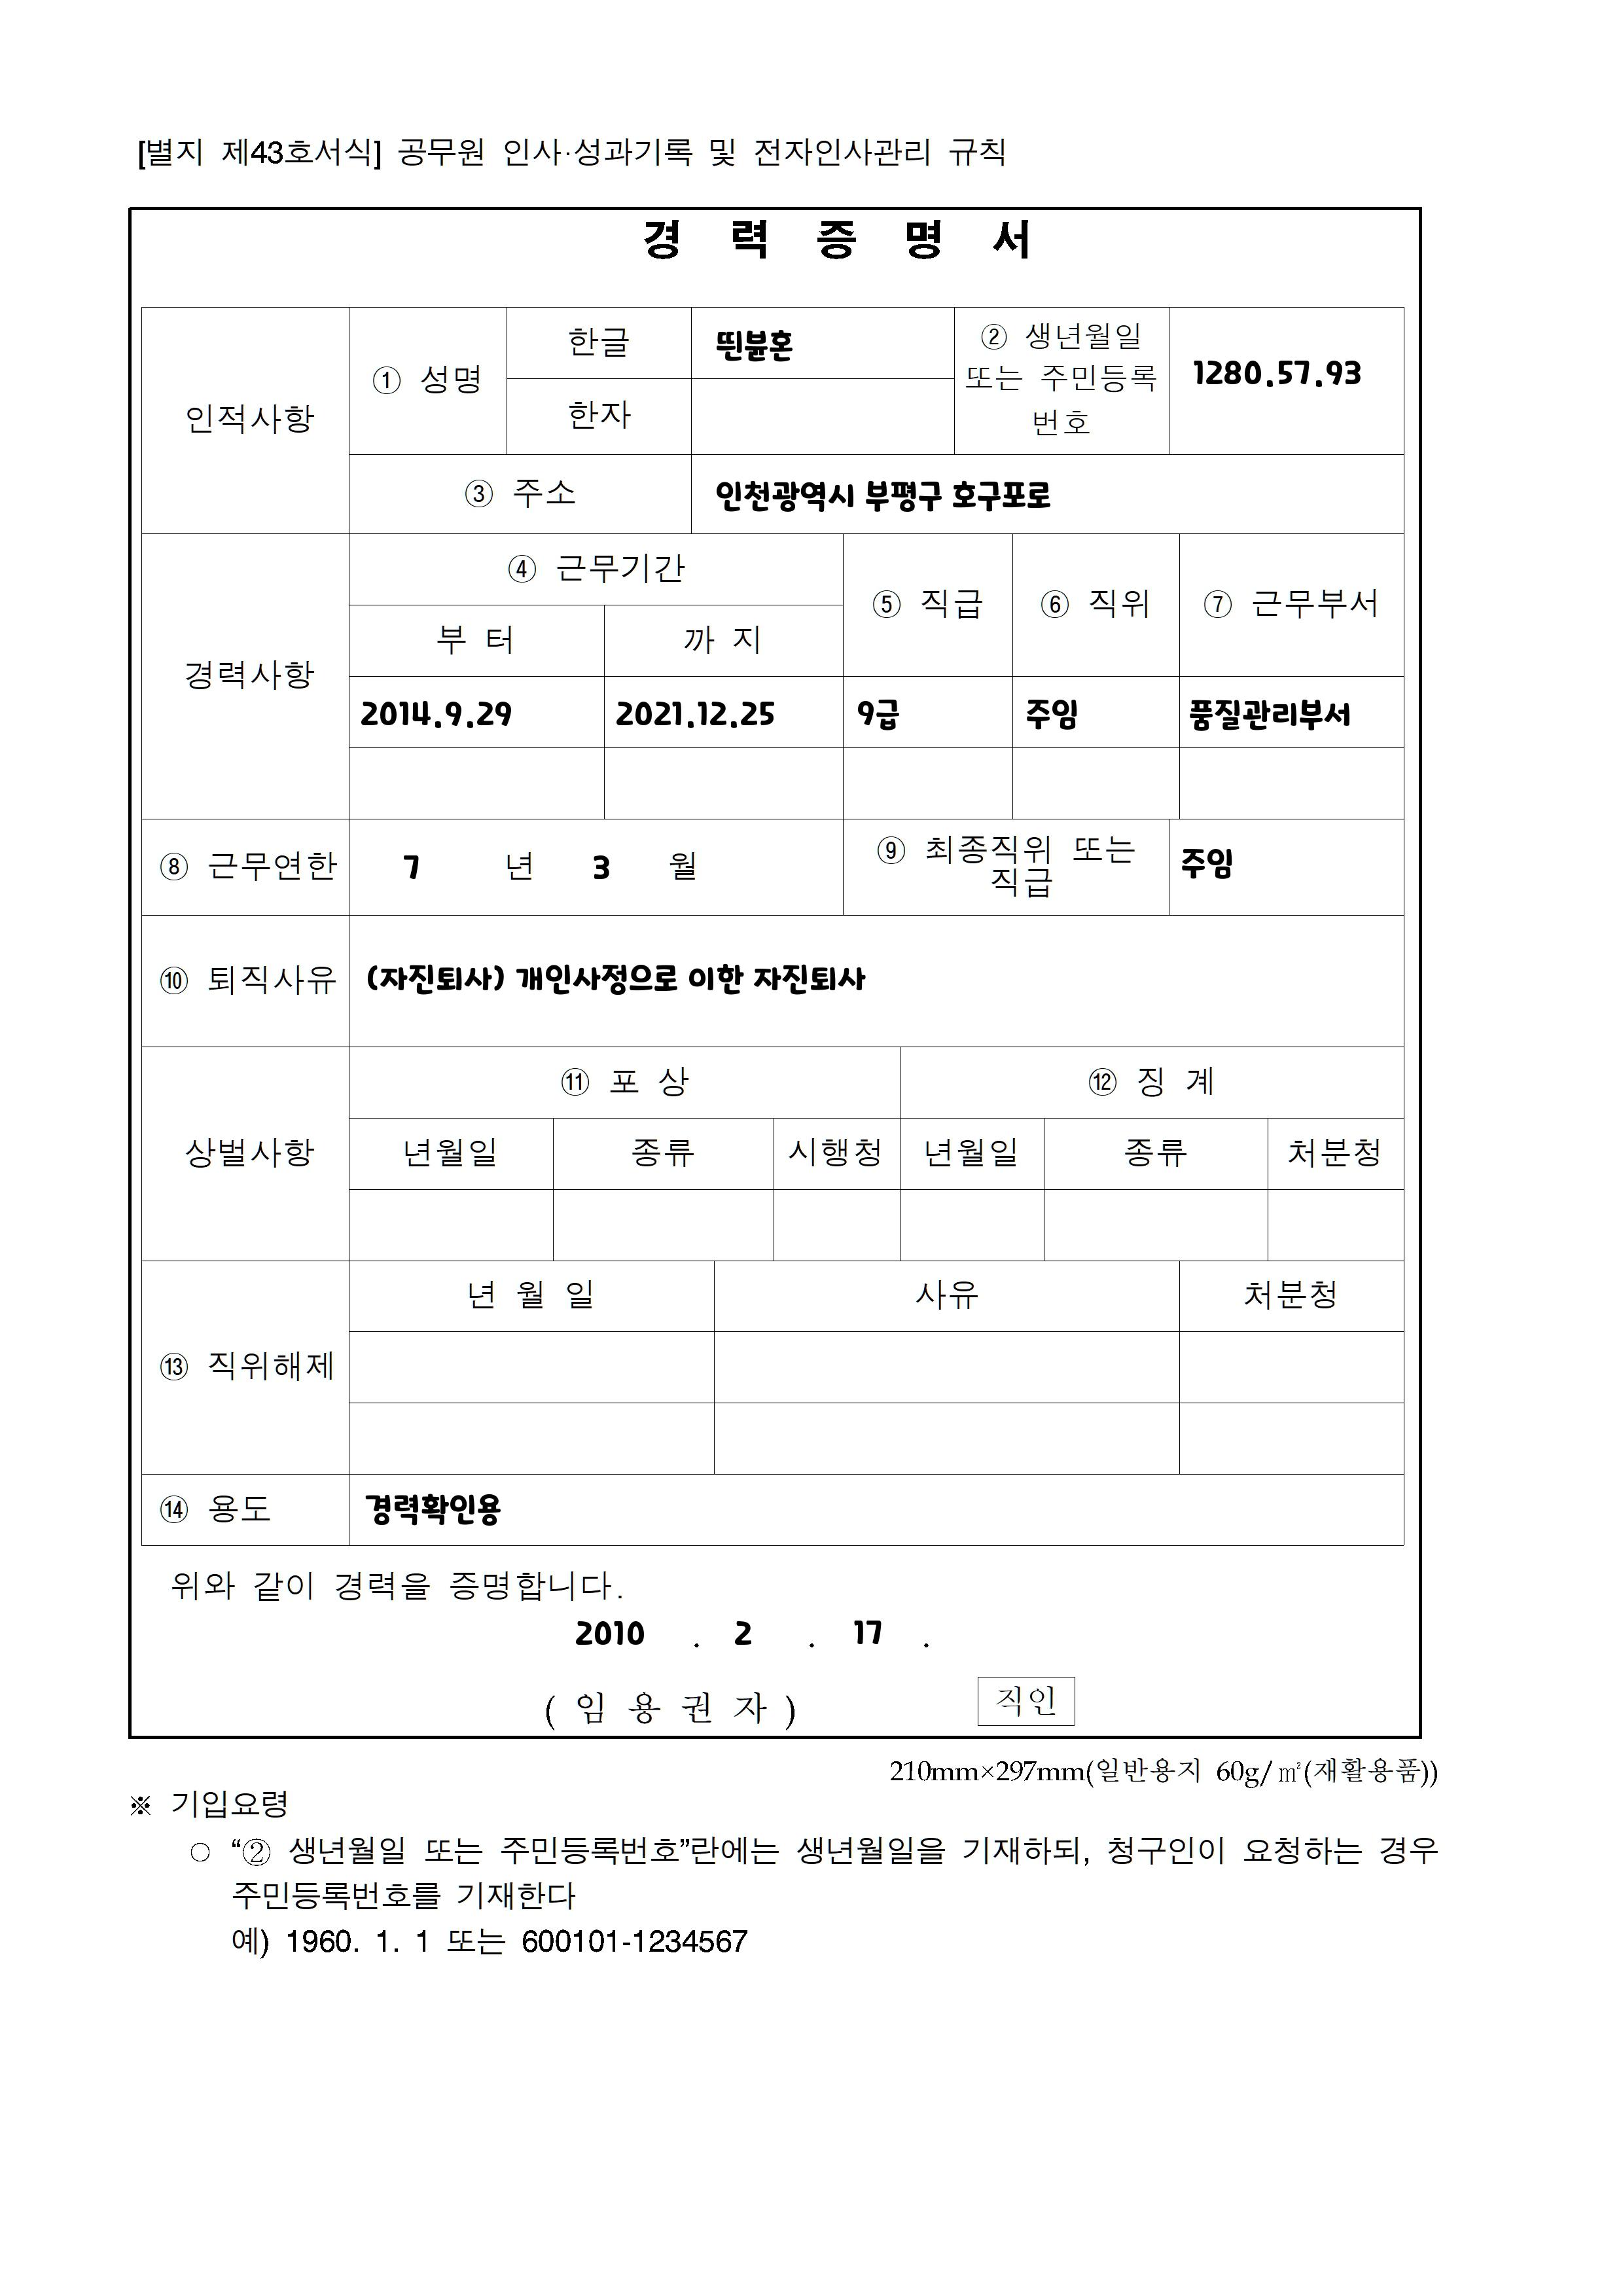 [별지 제43호서식] 공무원 인사·성과기록 및 전자인사관리 규칙
경 력 증 명 서
인적사항
① 성명
한글
띈뷷혼
② 생년월일 또는 주민등록 번호
1280.57.93
한자
③ 주소
인천광역시 부평구 호구포로
경력사항
④ 근무기간
⑤ 직급
⑥ 직위
⑦ 근무부서
부 터
까 지
2014.9.29
2021.12.25
9급
주임
품질관리부서
⑧ 근무연한
7 년 3 월
⑨ 최종직위 또는 직급
주임
⑩ 퇴직사유
(자진퇴사) 개인사정으로 이한 자진퇴사
상벌사항
⑪ 포 상
⑫ 징 계
년월일
종류
시행청
년월일
종류
처분청
⑬ 직위해제
년 월 일
사유
처분청
⑭ 용도
경력확인용
위와 같이 경력을 증명합니다.
2010 . 2 . 17 .
( 임 용 권 자 )
직인
210mm×297mm(일반용지 60g/㎡(재활용품))
※ 기입요령
○ “② 생년월일 또는 주민등록번호”란에는 생년월일을 기재하되, 청구인이 요청하는 경우
주민등록번호를 기재한다
예) 1960. 1. 1 또는 600101-1234567